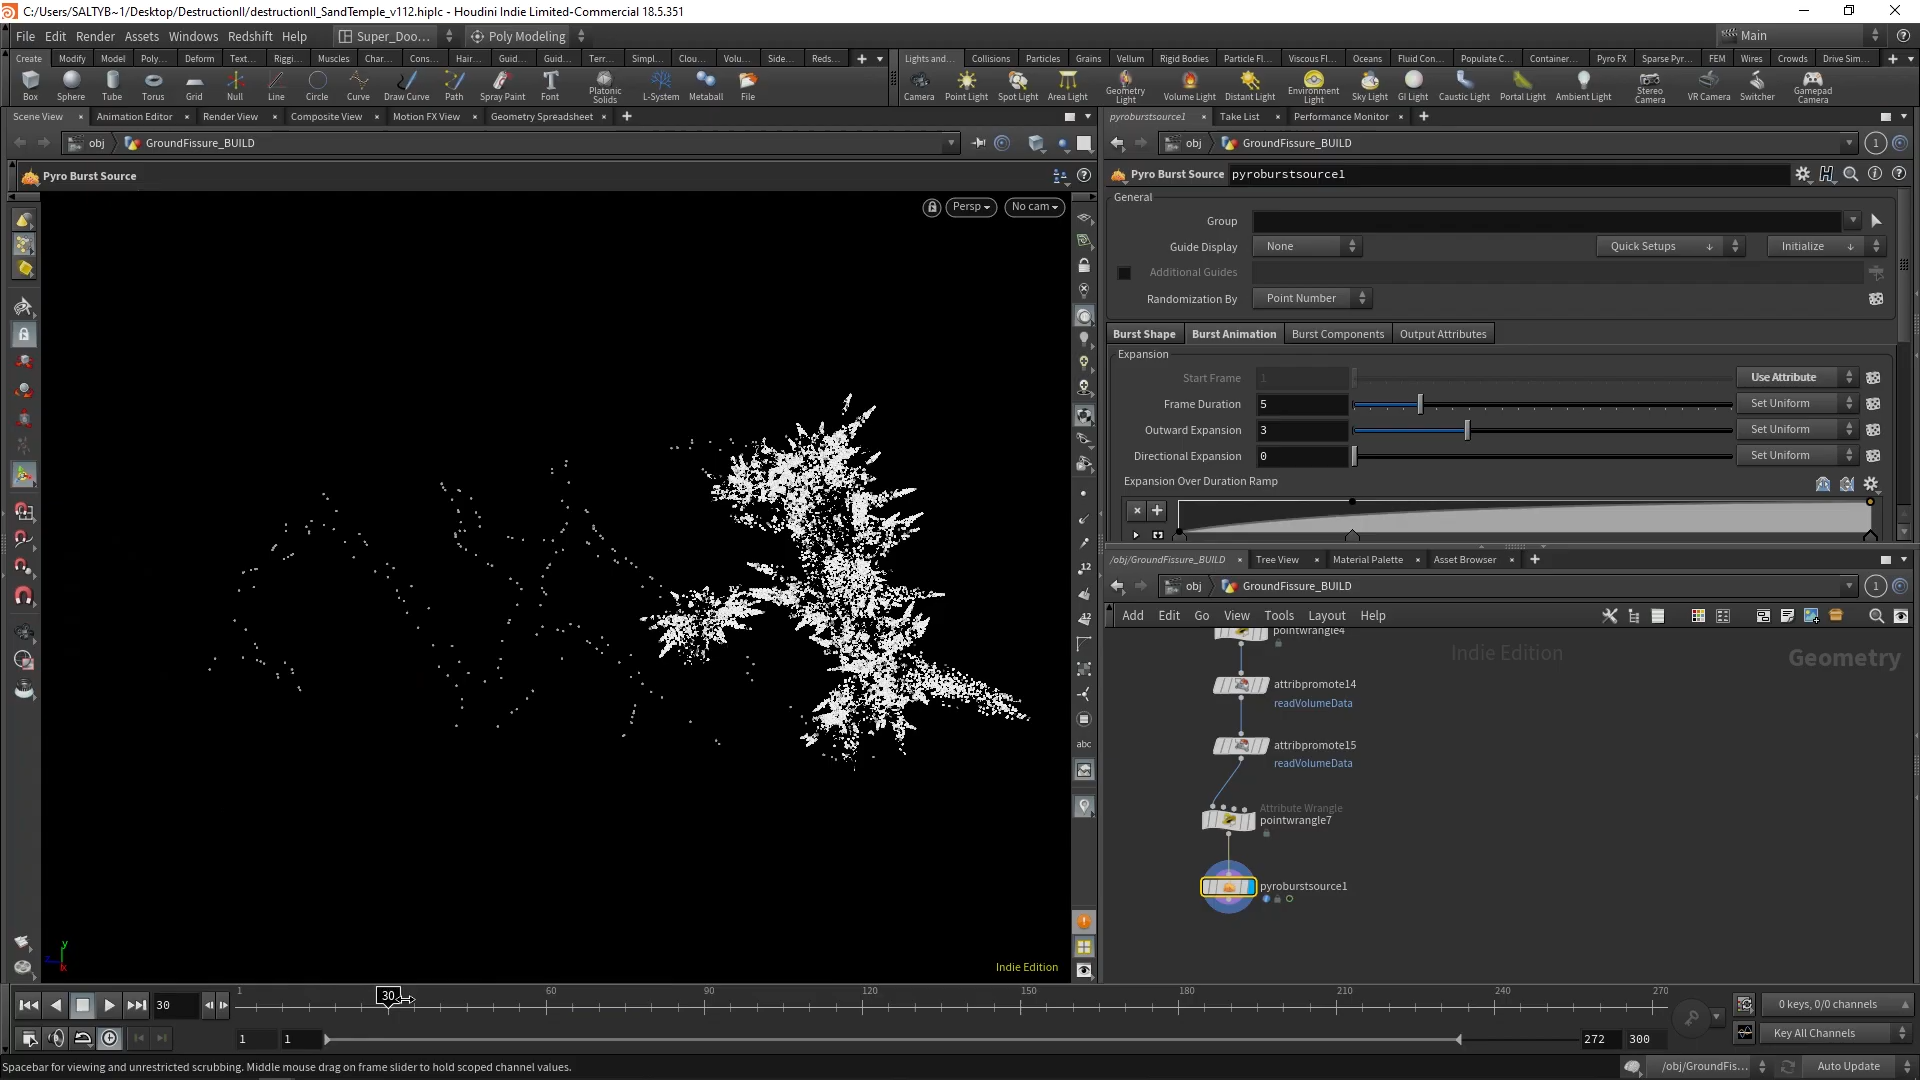 C:/Users/SALTYB~1/Desktop/DestructionII/destructionII_SandTemple_v112.hiplc - Houdini Indie Limited-Commercial 18.5.351
File Edit Render Assets Windows Redshift Help Super_Doo... Poly Modeling Main
Create Modify Model Poly... Deform Text... Riggi... Muscles Char... Cons... Hair... Guid... Guid... Terr... Simpl... Clou... Volu... Side... Reds...
Lights and... Collisions Particles Grains Vellum Rigid Bodies Particle Fl... Viscous Fl... Oceans Fluid Con... Populate C... Container... Pyro FX Sparse Pyr... FEM Wires Crowds Drive Sim...
Box Sphere Tube Torus Grid Null Line Circle Curve Draw Curve Path Spray Paint Font Platonic Solids L-System Metaball File
Camera Point Light Spot Light Area Light Geometry Light Volume Light Distant Light Environment Light Sky Light GI Light Caustic Light Portal Light Ambient Light Stereo Camera VR Camera Switcher Gamepad Camera
Scene View Animation Editor Render View Composite View Motion FX View Geometry Spreadsheet
pyroburstsource1 Take List Performance Monitor
obj GroundFissure_BUILD
obj GroundFissure_BUILD 1
Pyro Burst Source
Pyro Burst Source pyroburstsource1
Persp No cam
General
Group
Guide Display None Quick Setups Initialize
Additional Guides
Randomization By Point Number
Burst Shape Burst Animation Burst Components Output Attributes
Expansion
Start Frame 1 Use Attribute
Frame Duration 5 Set Uniform
Outward Expansion 3 Set Uniform
Directional Expansion 0 Set Uniform
Expansion Over Duration Ramp
/obj/GroundFissure_BUILD Tree View Material Palette Asset Browser
obj GroundFissure_BUILD 1
Add Edit Go View Tools Layout Help
Indie Edition Geometry
pointwrangle4
attribpromote14
readVolumeData
attribpromote15
readVolumeData
Attribute Wrangle
pointwrangle7
pyroburstsource1
12
12
abc
y
z
x
Indie Edition
30
1 30 60 90 120 150 180 210 240 270
0 keys, 0/0 channels
1 1 272 300
Key All Channels
Spacebar for viewing and unrestricted scrubbing. Middle mouse drag on frame slider to hold scoped channel values.
/obj/GroundFis... Auto Update